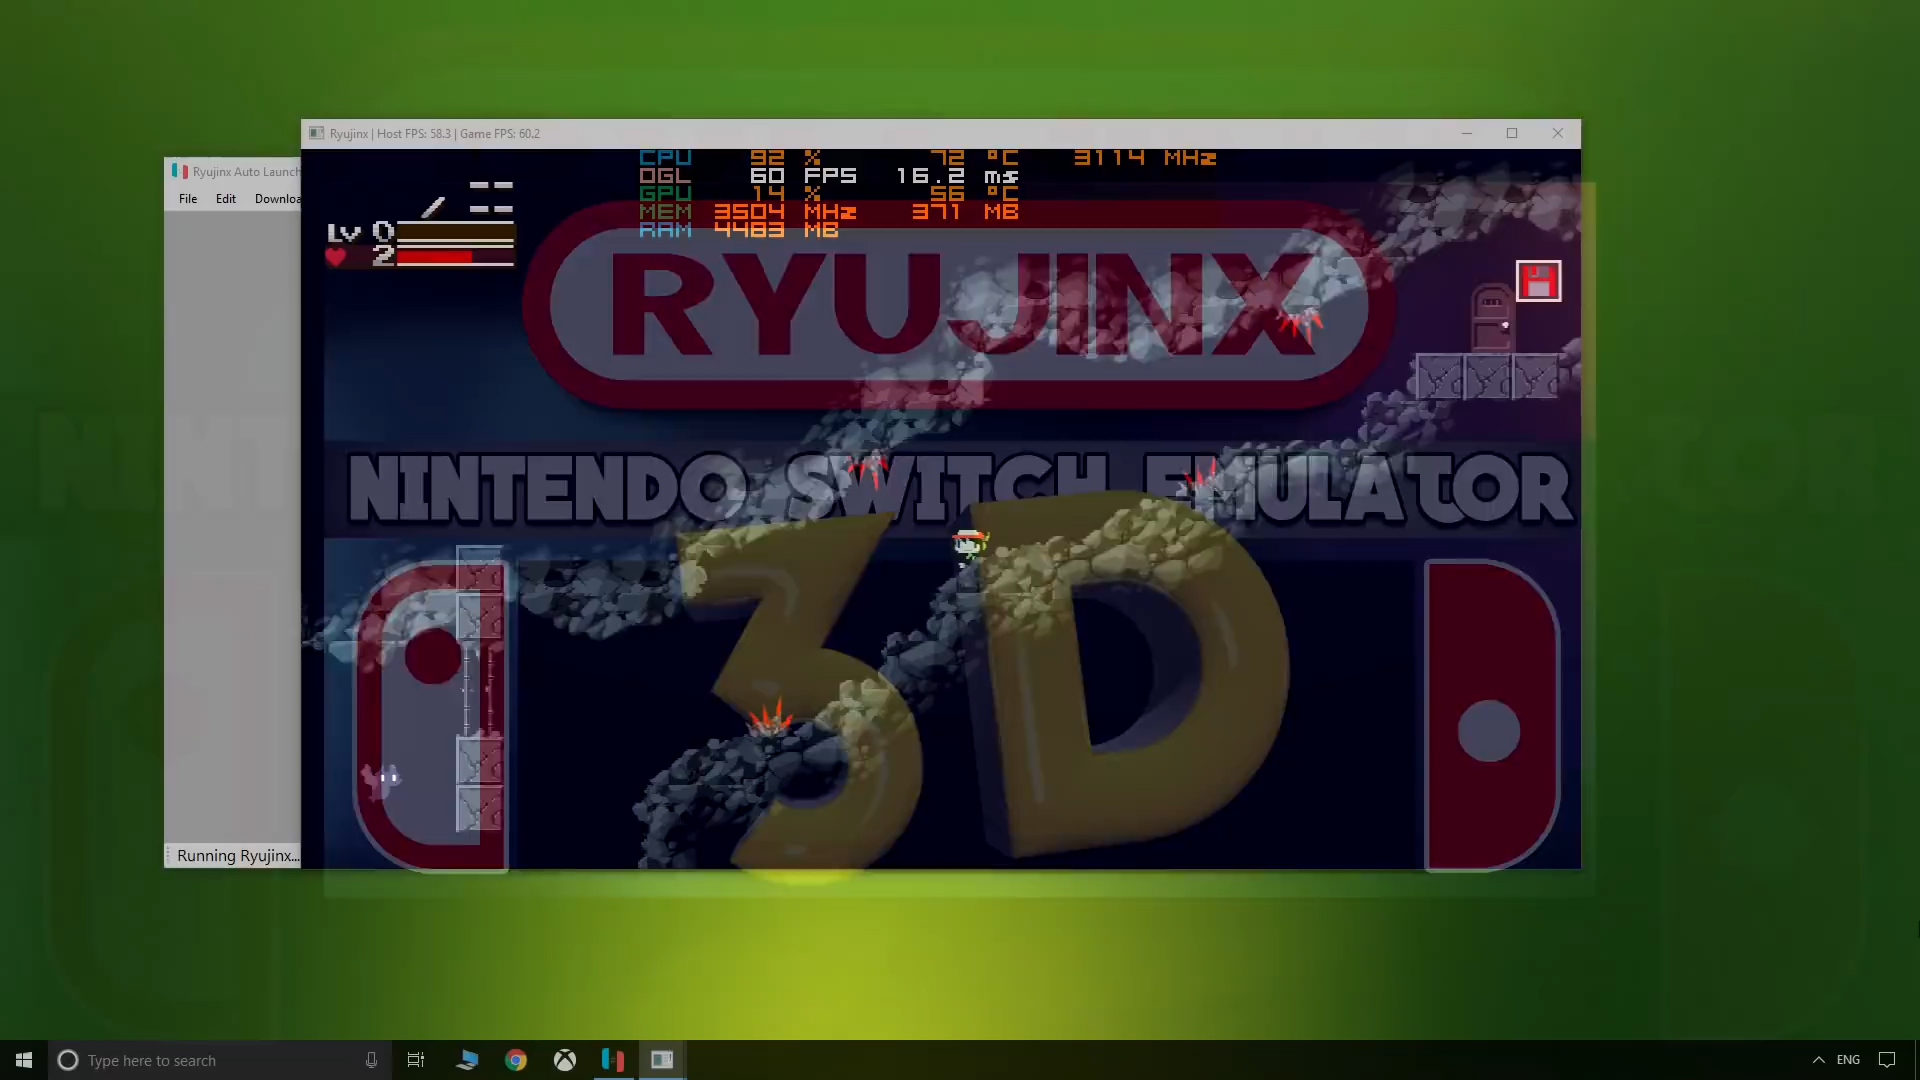 Ryujinx | Host FPS: 58.3 | Game FPS: 60.2
CPU 92 % 72 °C 3114 MHz
OGL 60 FPS 16.2 ms
GPU 14 % 56 °C
MEM 3504 MHz 371 MB
RAM 4483 MB
Ryujinx Auto Launch
File Edit Downloa
Lv 0
2
RYUJINX
NINTENDO SWITCH EMULATOR
3D
Running Ryujinx...
Type here to search
ENG